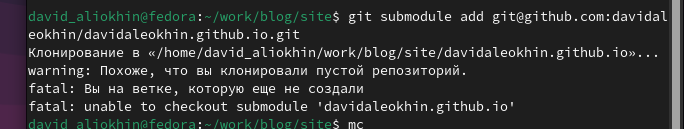 david_aliokhin@fedora:~/work/blog/site$ git submodule add git@github.com:davidal
eokhin/davidaleokhin.github.io.git
Клонирование в «/home/david_aliokhin/work/blog/site/davidaleokhin.github.io»...
warning: Похоже, что вы клонировали пустой репозиторий.
fatal: Вы на ветке, которую еще не создали
fatal: unable to checkout submodule 'davidaleokhin.github.io'
david_aliokhin@fedora:~/work/blog/site$ mc